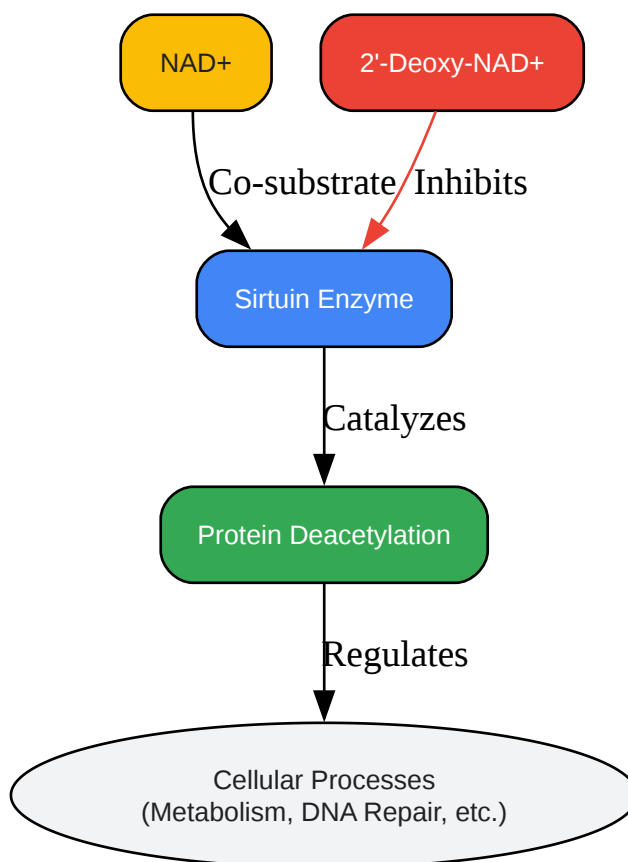 NAD+
2'-Deoxy-NAD+
Co-substrate
Inhibits
Sirtuin Enzyme
Catalyzes
Protein Deacetylation
Regulates
Cellular Processes
(Metabolism, DNA Repair, etc.)